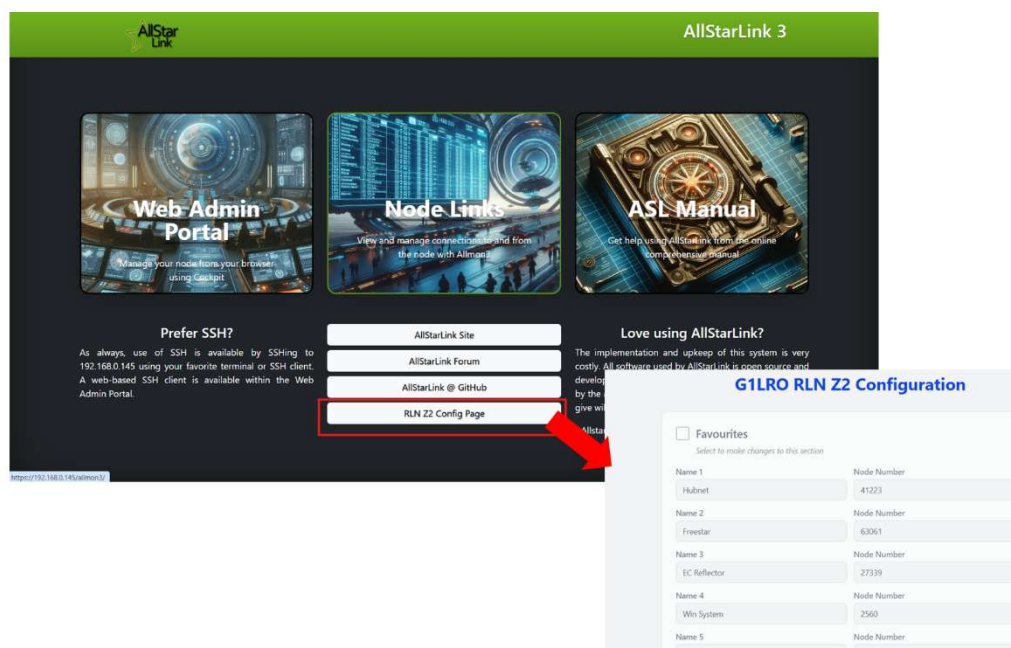 AllStar
Link
AllStarLink 3
Web Admin
Portal
Manage your node from your browser
using Cockpit
Node Links
View and manage connections to and from
the node with Allmon3
ASL Manual
Get help using AllStarLink from the online
comprehensive manual
Prefer SSH?
As always, use of SSH is available by SSHing to
192.168.0.145 using your favorite terminal or SSH client.
A web-based SSH client is available within the Web
Admin Portal.
AllStarLink Site
AllStarLink Forum
AllStarLink @ GitHub
RLN Z2 Config Page
Love using AllStarLink?
The implementation and upkeep of this system is very
costly. All software used by AllStarLink is open source and
by the
give
https://192.168.0.145/allmon3/
G1LRO RLN Z2 Configuration
Favourites
Select to make changes to this section
Name 1 Node Number
Hubnet 41223
Name 2 Node Number
Freestar 63061
Name 3 Node Number
EC Reflector 27339
Name 4 Node Number
Win System 2560
Name 5 Node Number